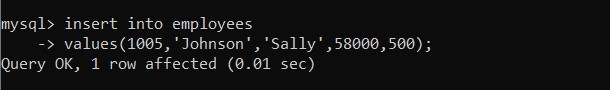 mysql> insert into employees
    -> values(1005,'Johnson','Sally',58000,500);
Query OK, 1 row affected (0.01 sec)